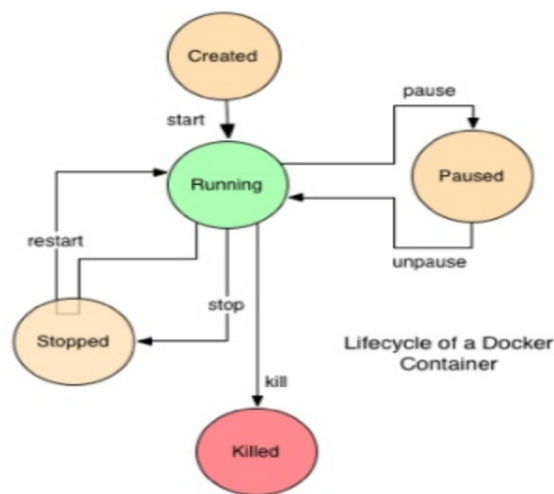 Created
start
pause
Running
Paused
restart
unpause
stop
Stopped
Lifecycle of a Docker
Container
kill
Killed